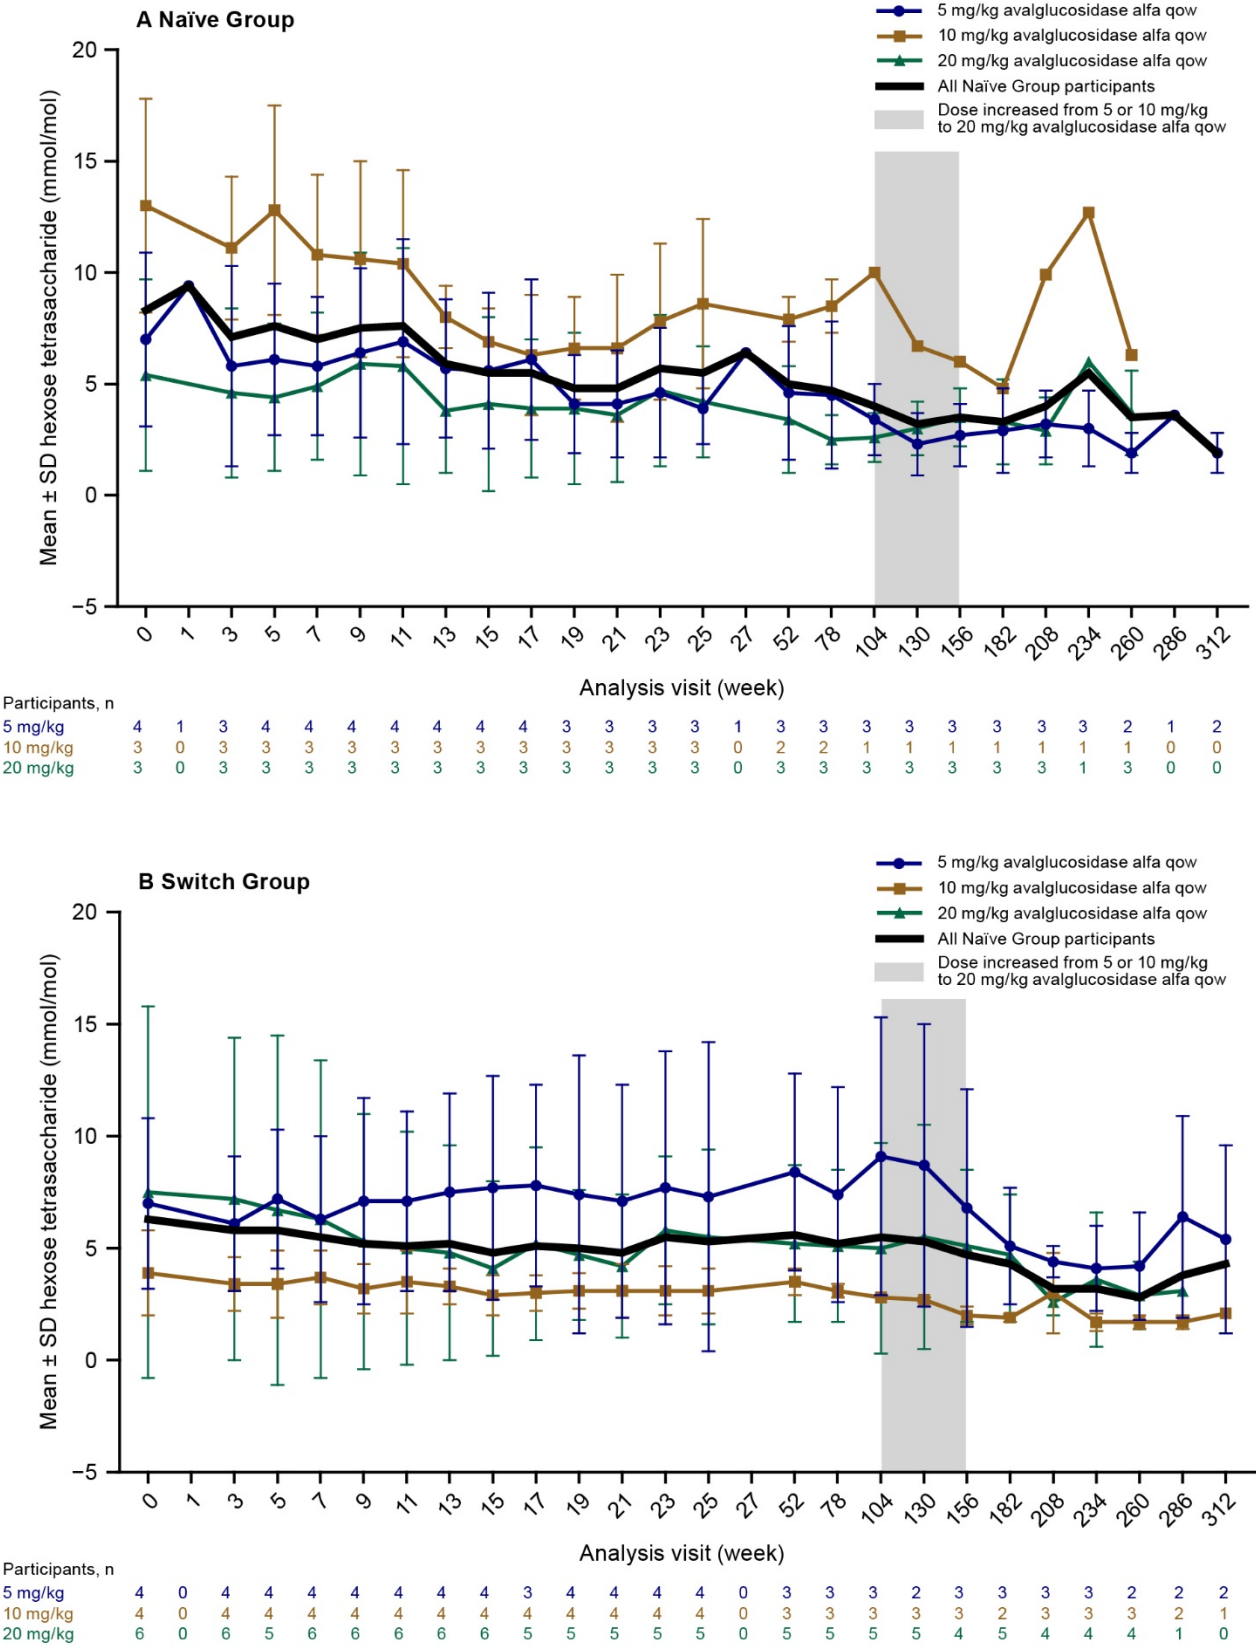 A Naïve Group
5 mg/kg avalglucosidase alfa qow
10 mg/kg avalglucosidase alfa qow
20 mg/kg avalglucosidase alfa qow
All Naïve Group participants
Dose increased from 5 or 10 mg/kg
to 20 mg/kg avalglucosidase alfa qow
Mean ± SD hexose tetrasaccharide (mmol/mol)
20
15
10
5
0
−5
0 1 3 5 7 9 11 13 15 17 19 21 23 25 27 52 78 104 130 156 182 208 234 260 286 312
Analysis visit (week)
Participants, n
5 mg/kg 4 1 3 4 4 4 4 4 4 4 3 3 3 3 1 3 3 3 3 3 3 3 3 2 1 2
10 mg/kg 3 0 3 3 3 3 3 3 3 3 3 3 3 3 0 2 2 1 1 1 1 1 1 1 0 0
20 mg/kg 3 0 3 3 3 3 3 3 3 3 3 3 3 3 0 3 3 3 3 3 3 3 1 3 0 0
B Switch Group
5 mg/kg avalglucosidase alfa qow
10 mg/kg avalglucosidase alfa qow
20 mg/kg avalglucosidase alfa qow
All Naïve Group participants
Dose increased from 5 or 10 mg/kg
to 20 mg/kg avalglucosidase alfa qow
Mean ± SD hexose tetrasaccharide (mmol/mol)
20
15
10
5
0
−5
0 1 3 5 7 9 11 13 15 17 19 21 23 25 27 52 78 104 130 156 182 208 234 260 286 312
Analysis visit (week)
Participants, n
5 mg/kg 4 0 4 4 4 4 4 4 4 3 4 4 4 4 0 3 3 3 2 3 3 3 3 2 2 2
10 mg/kg 4 0 4 4 4 4 4 4 4 4 4 4 4 4 0 3 3 3 3 3 2 3 3 3 2 1
20 mg/kg 6 0 6 5 6 6 6 6 6 5 5 5 5 5 0 5 5 5 5 4 5 4 4 4 1 0